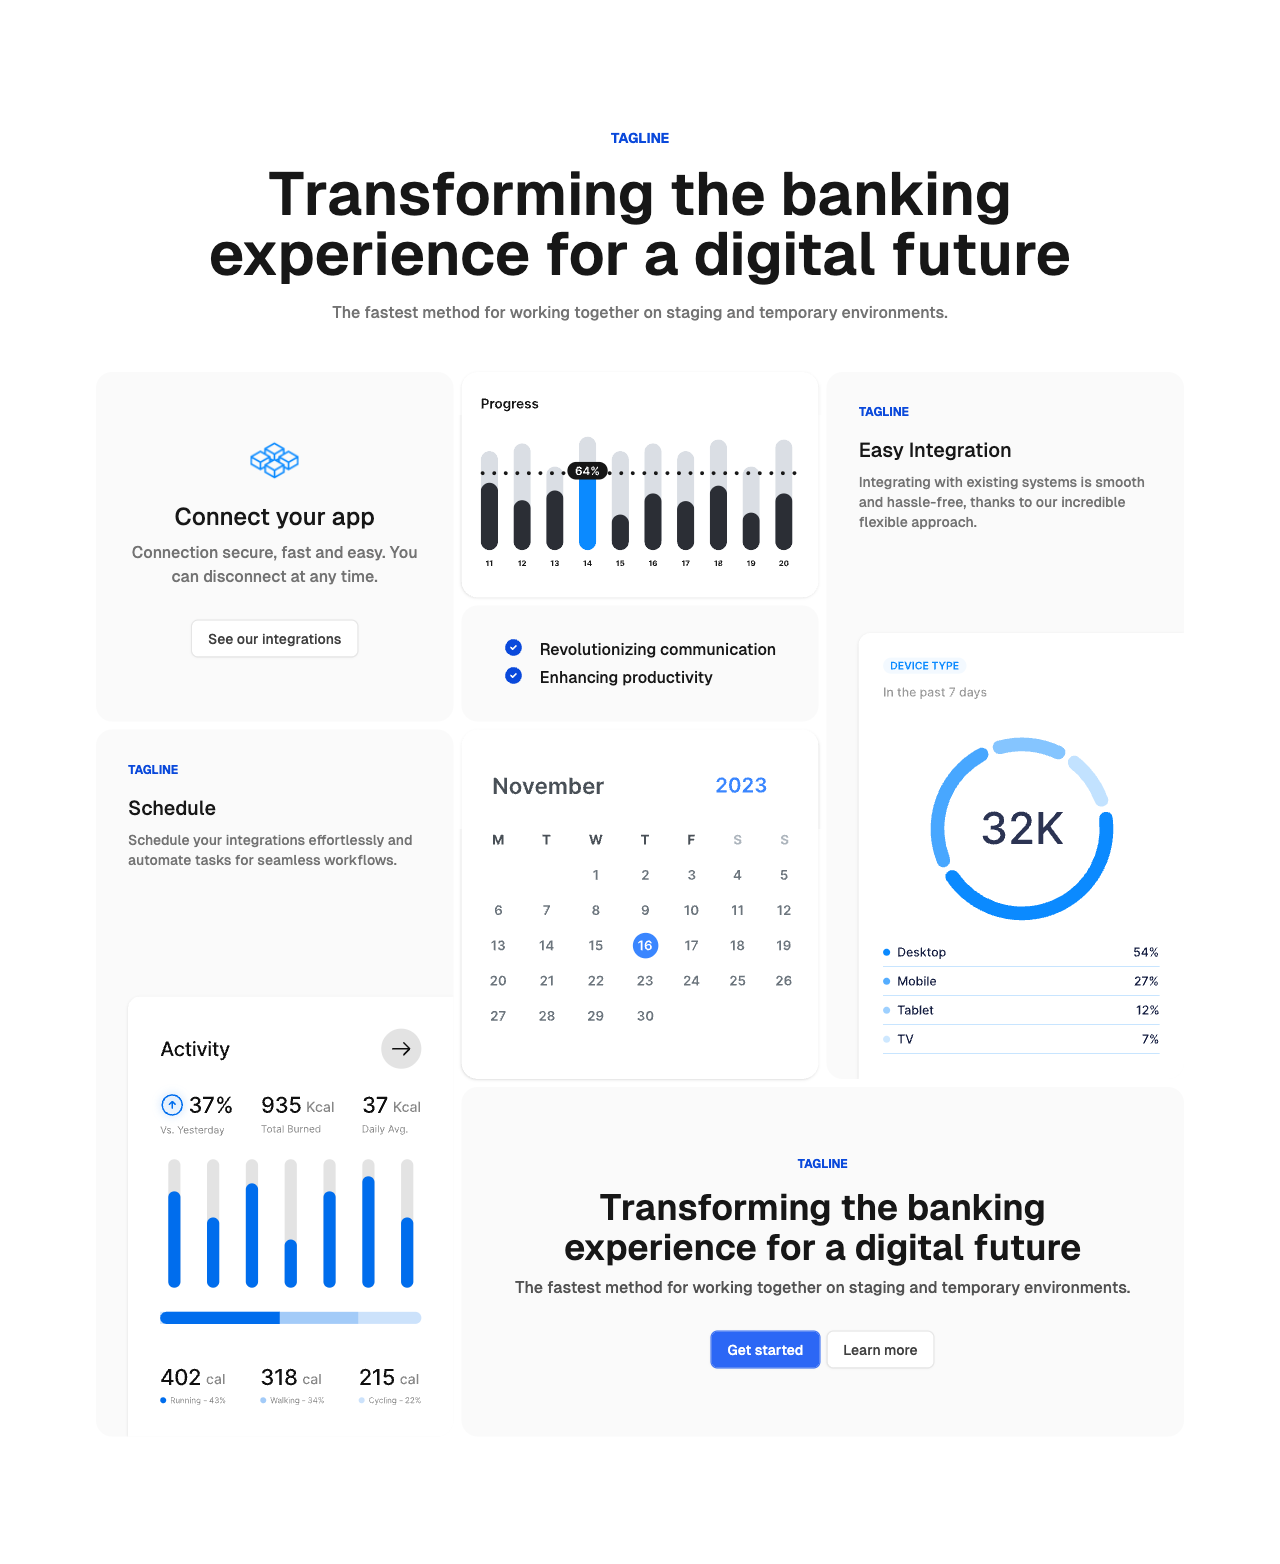 TAGLINE
Transforming the banking
experience for a digital future
The fastest method for working together on staging and temporary environments.
Connect your app
Connection secure, fast and easy. You
can disconnect at any time.
See our integrations
Progress
64%
11 12 13 14 15 16 17 18 19 20
Revolutionizing communication
Enhancing productivity
TAGLINE
Easy Integration
Integrating with existing systems is smooth
and hassle-free, thanks to our incredible
flexible approach.
DEVICE TYPE
In the past 7 days
32K
Desktop 54%
Mobile 27%
Tablet 12%
TV 7%
TAGLINE
Schedule
Schedule your integrations effortlessly and
automate tasks for seamless workflows.
Activity
37% 935 Kcal 37 Kcal
Vs. Yesterday Total Burned Daily Avg.
402 cal 318 cal 215 cal
Running - 43% Walking - 34% Cycling - 22%
November 2023
M T W T F S S
1 2 3 4 5
6 7 8 9 10 11 12
13 14 15 16 17 18 19
20 21 22 23 24 25 26
27 28 29 30
TAGLINE
Transforming the banking
experience for a digital future
The fastest method for working together on staging and temporary environments.
Get started Learn more